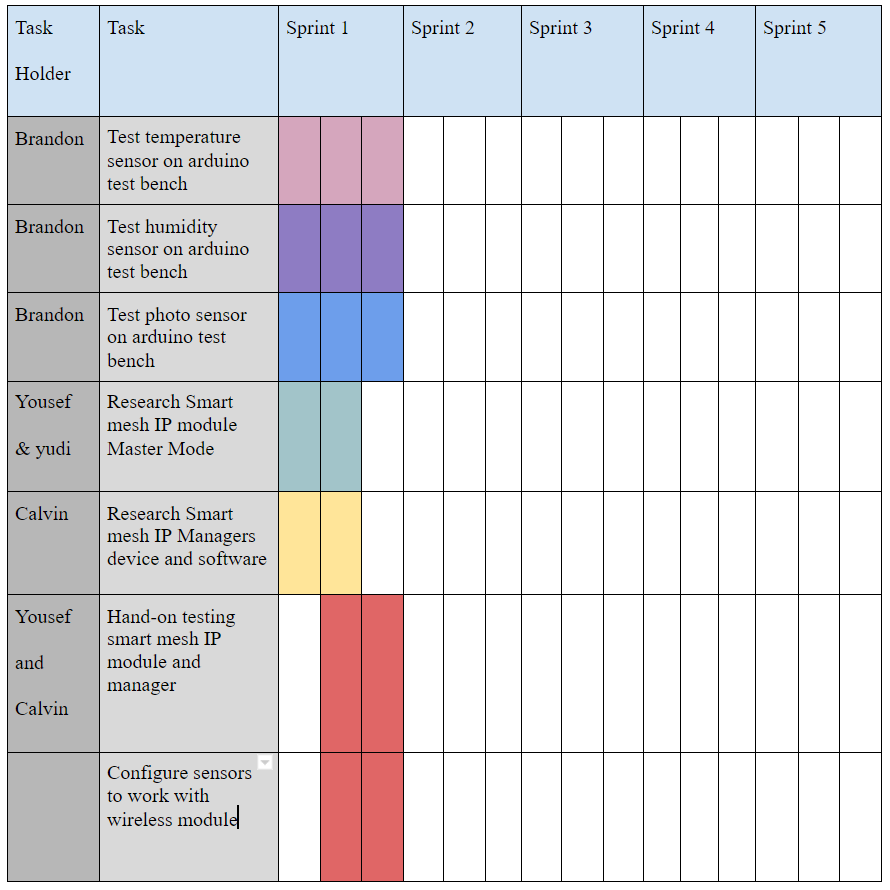 Task
Holder
Task
Sprint 1
Sprint 2
Sprint 3
Sprint 4
Sprint 5
Brandon
Test temperature
sensor on arduino
test bench
Brandon
Test humidity
sensor on arduino
test bench
Brandon
Test photo sensor
on arduino test
bench
Yousef
& yudi
Research Smart
mesh IP module
Master Mode
Calvin
Research Smart
mesh IP Managers
device and software
Yousef
and
Calvin
Hand-on testing
smart mesh IP
module and
manager
Configure sensors
to work with
wireless module